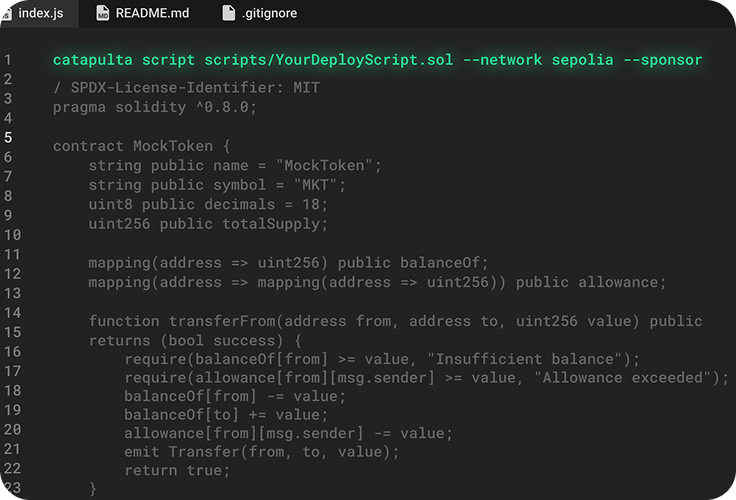 index.js README.md .gitignore
1 catapulta script scripts/YourDeployScript.sol --network sepolia --sponsor
2 / SPDX-License-Identifier: MIT
3 pragma solidity ^0.8.0;
4
5 contract MockToken {
6 string public name = "MockToken";
7 string public symbol = "MKT";
8 uint8 public decimals = 18;
9 uint256 public totalSupply;
10
11 mapping(address => uint256) public balanceOf;
12 mapping(address => mapping(address => uint256)) public allowance;
13
14 function transferFrom(address from, address to, uint256 value) public
15 returns (bool success) {
16 require(balanceOf[from] >= value, "Insufficient balance");
17 require(allowance[from][msg.sender] >= value, "Allowance exceeded");
18 balanceOf[from] -= value;
19 balanceOf[to] += value;
20 allowance[from][msg.sender] -= value;
21 emit Transfer(from, to, value);
22 return true;
23 }